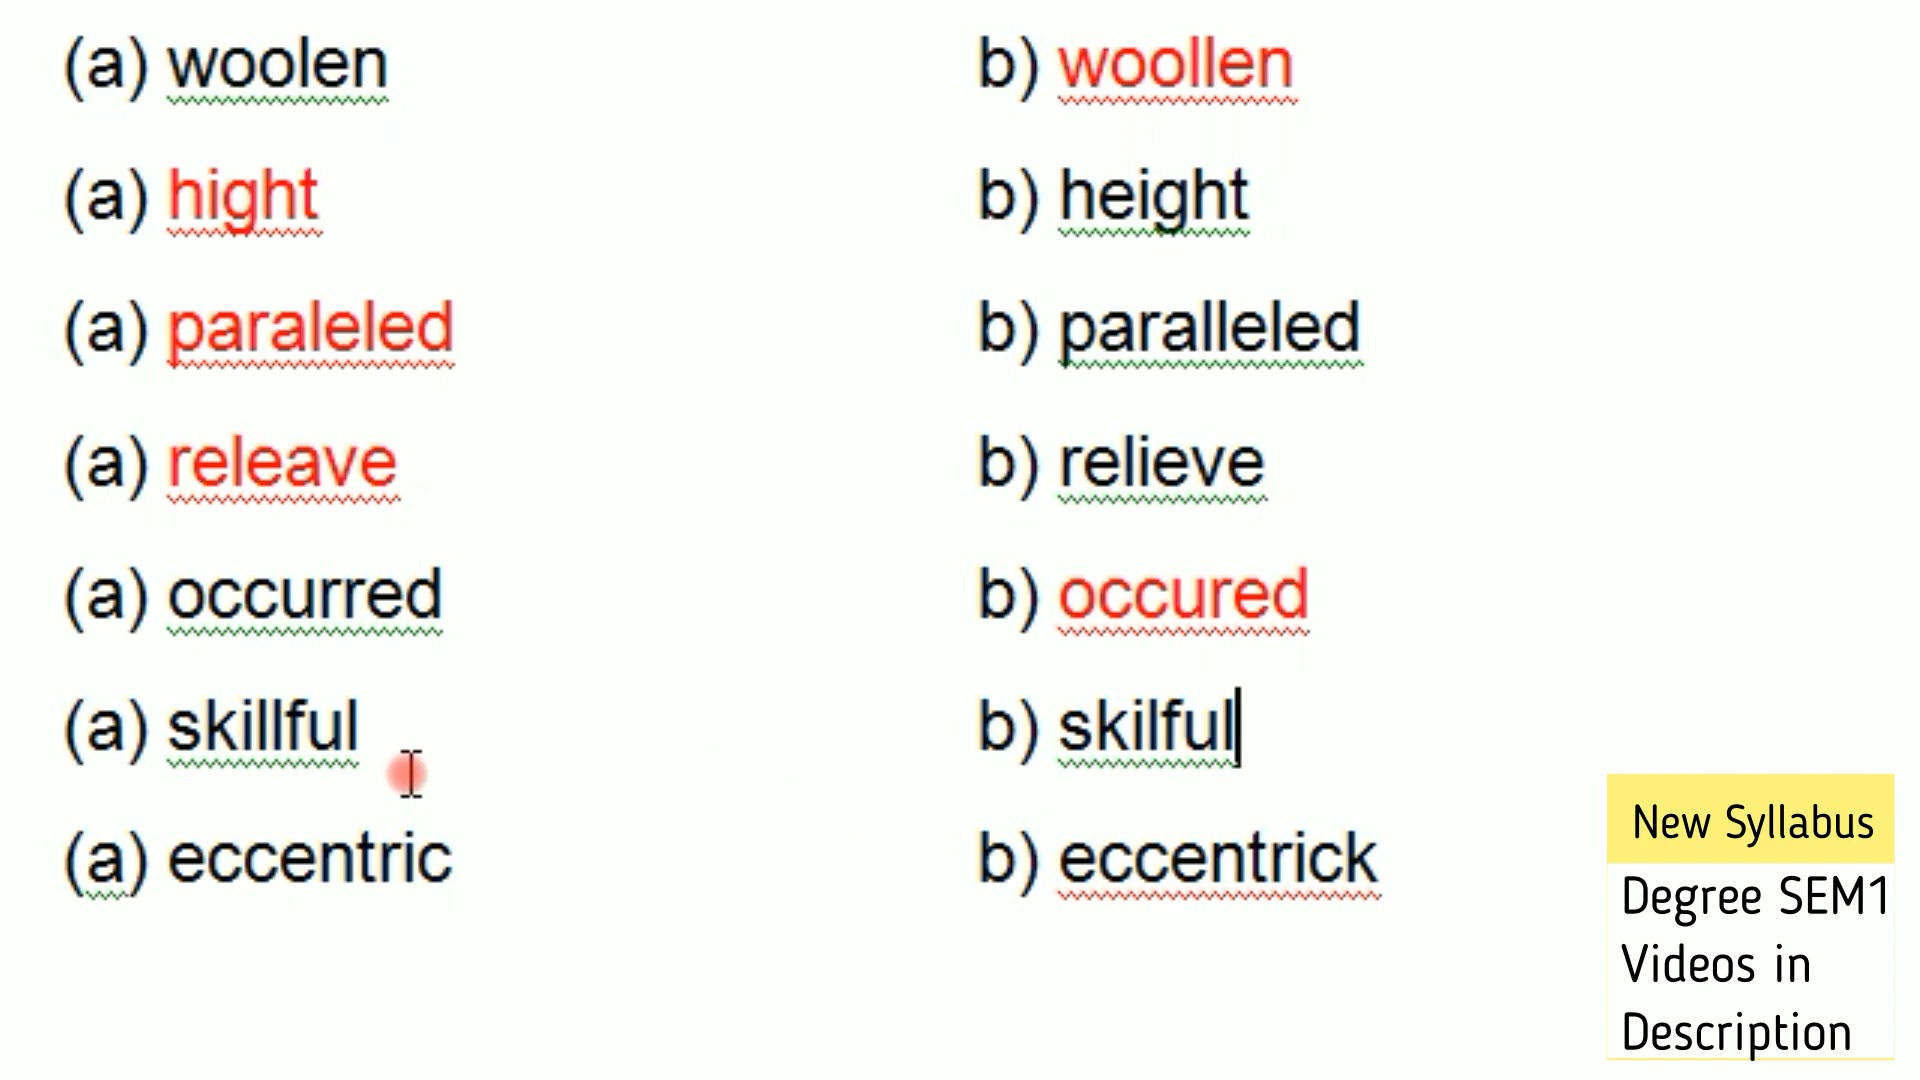 (a) woolen b) woollen
(a) hight b) height
(a) paraleled b) paralleled
(a) releave b) relieve
(a) occurred b) occured
(a) skillful b) skilful
(a) eccentric b) eccentrick
New Syllabus
Degree SEM1
Videos in
Description